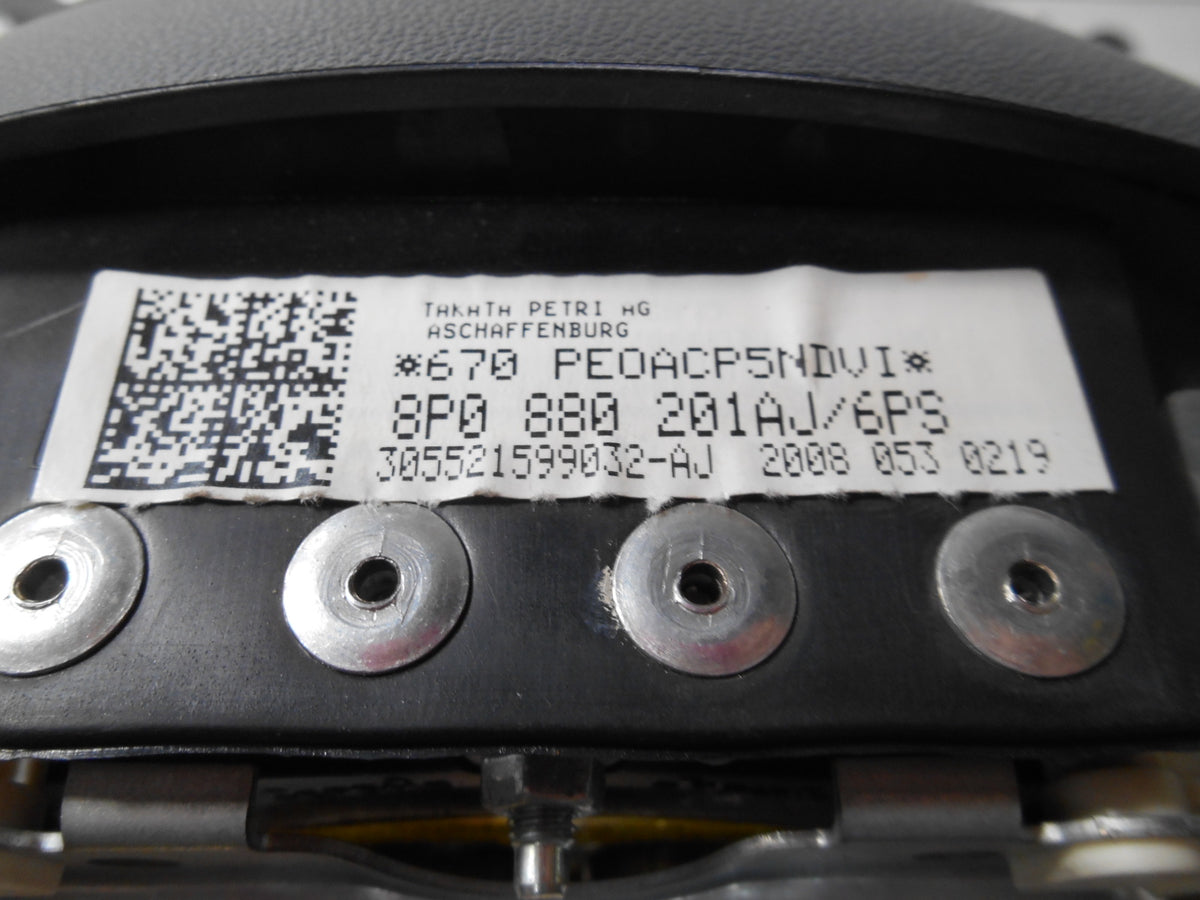 TAKATA PETRI AG
ASCHAFFENBURG
*670 PEOACP5NDVI*
8P0 880 201AJ/6PS
305521599032-AJ 2008 053 0219